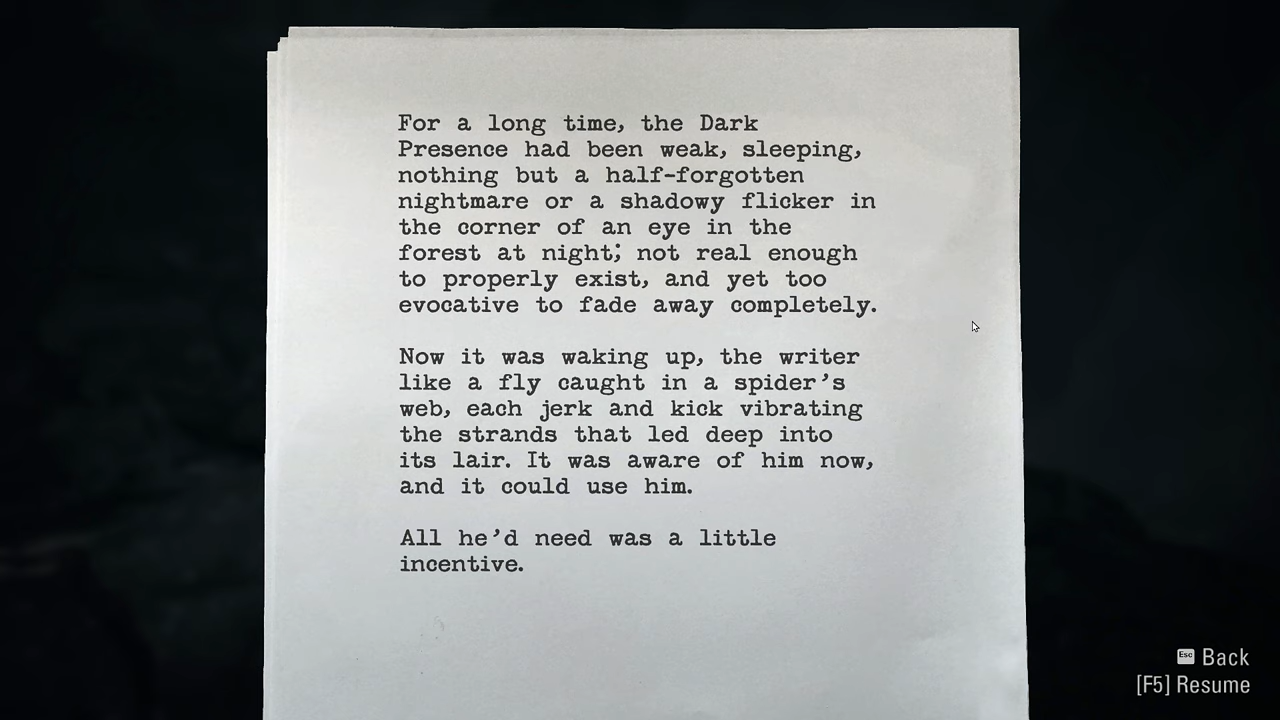 For a long time, the Dark
Presence had been weak, sleeping,
nothing but a half-forgotten
nightmare or a shadowy flicker in
the corner of an eye in the
forest at night; not real enough
to properly exist, and yet too
evocative to fade away completely.
Now it was waking up, the writer
like a fly caught in a spider's
web, each jerk and kick vibrating
the strands that led deep into
its lair. It was aware of him now,
and it could use him.
All he'd need was a little
incentive.
Esc Back
[F5] Resume